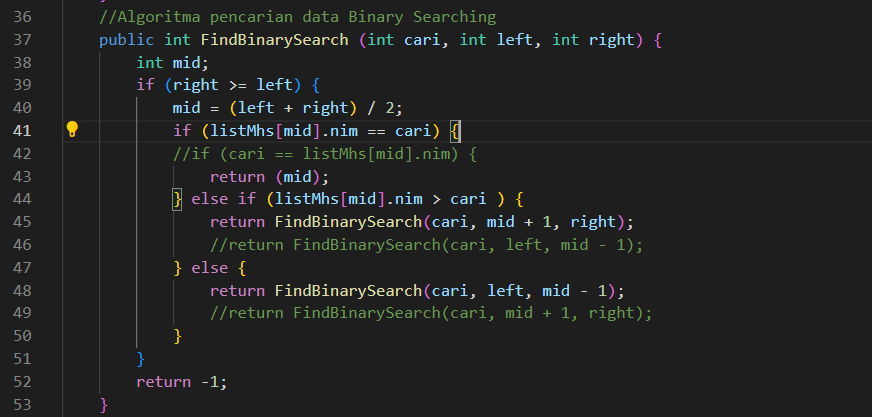 36 //Algoritma pencarian data Binary Searching
37 public int FindBinarySearch (int cari, int left, int right) {
38 int mid;
39 if (right >= left) {
40 mid = (left + right) / 2;
41 if (listMhs[mid].nim == cari) {
42 //if (cari == listMhs[mid].nim) {
43 return (mid);
44 } else if (listMhs[mid].nim > cari ) {
45 return FindBinarySearch(cari, mid + 1, right);
46 //return FindBinarySearch(cari, left, mid - 1);
47 } else {
48 return FindBinarySearch(cari, left, mid - 1);
49 //return FindBinarySearch(cari, mid + 1, right);
50 }
51 }
52 return -1;
53 }